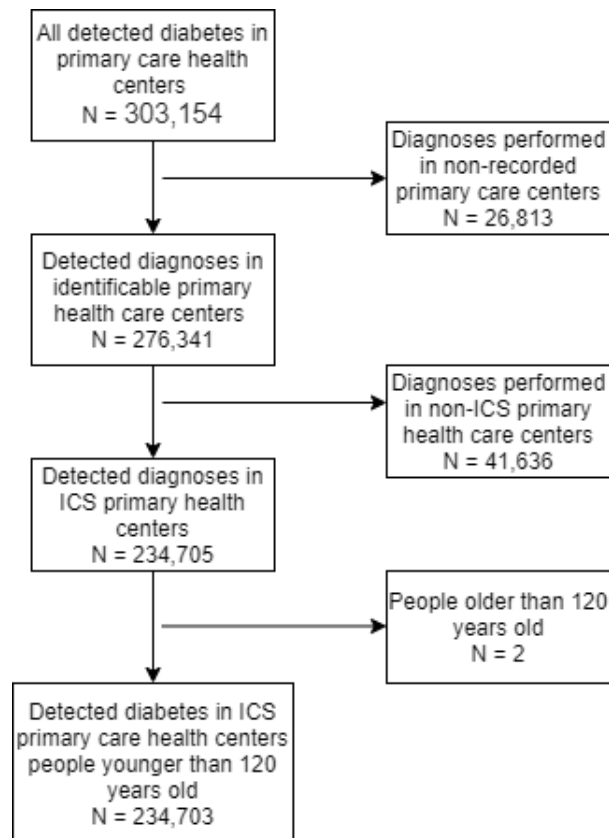 All detected diabetes in
primary care health
centers
N = 303,154
Diagnoses performed
in non-recorded
primary care centers
N = 26,813
Detected diagnoses in
identificable primary
health care centers
N = 276,341
Diagnoses performed
in non-ICS primary
health care centers
N = 41,636
Detected diagnoses in
ICS primary health
centers
N = 234,705
People older than 120
years old
N = 2
Detected diabetes in ICS
primary care health centers
people younger than 120
years old
N = 234,703